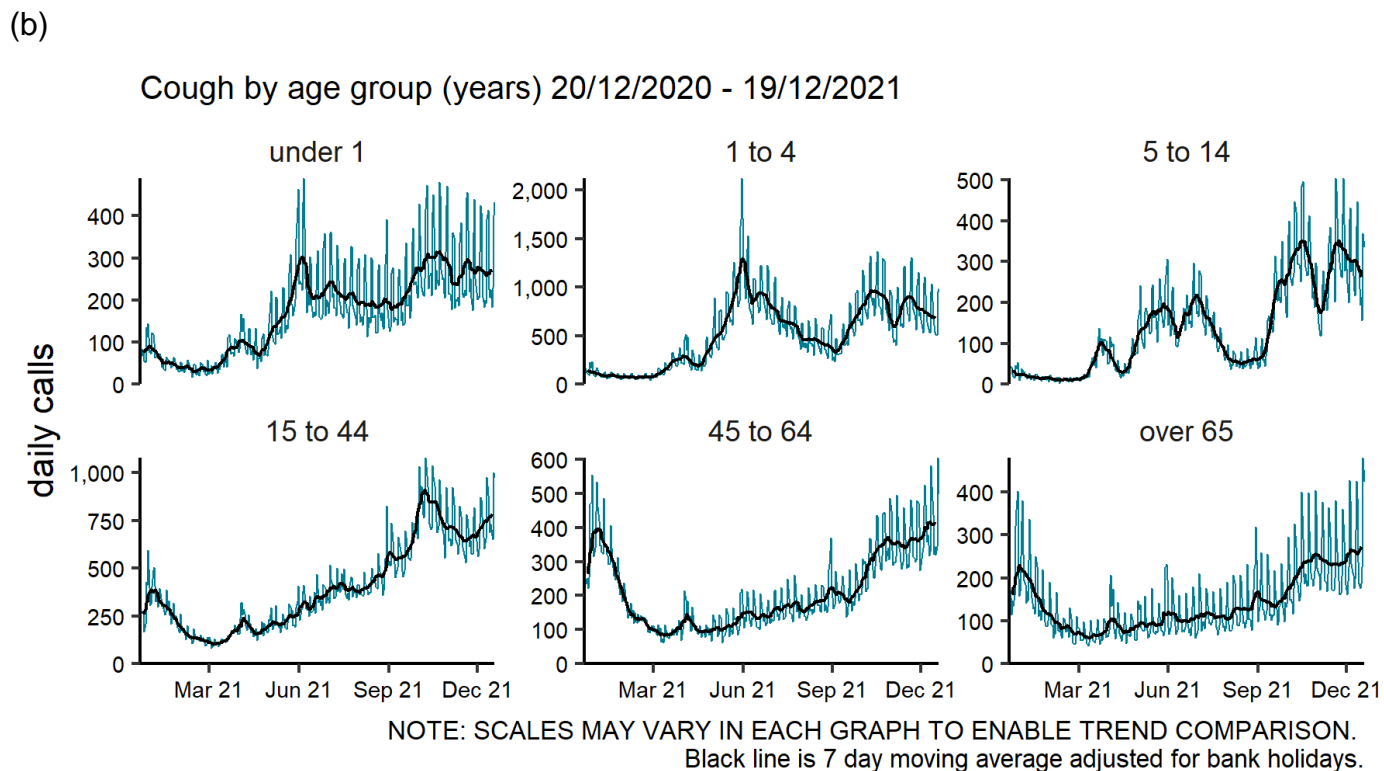 (b)
Cough by age group (years) 20/12/2020 - 19/12/2021
daily calls
under 1
400
300
200
100
0
1 to 4
2,000
1,500
1,000
500
0
5 to 14
500
400
300
200
100
0
15 to 44
1,000
750
500
250
0
Mar 21 Jun 21 Sep 21 Dec 21
45 to 64
600
500
400
300
200
100
0
Mar 21 Jun 21 Sep 21 Dec 21
over 65
400
300
200
100
0
Mar 21 Jun 21 Sep 21 Dec 21
NOTE: SCALES MAY VARY IN EACH GRAPH TO ENABLE TREND COMPARISON.
Black line is 7 day moving average adjusted for bank holidays.